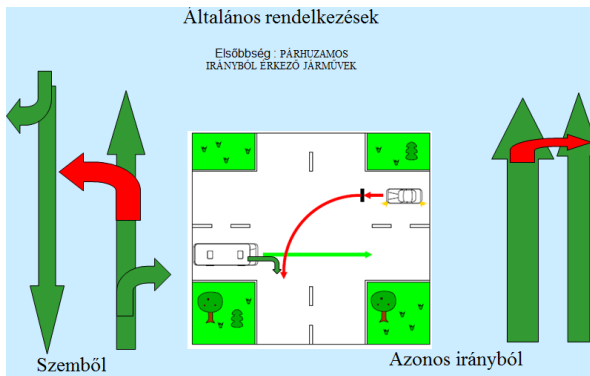 Általános rendelkezések
Elsőbbség : PÁRHUZAMOS
IRÁNYBÓL ÉRKEZŐ JÁRMŰVEK
Szemből
Azonos irányból